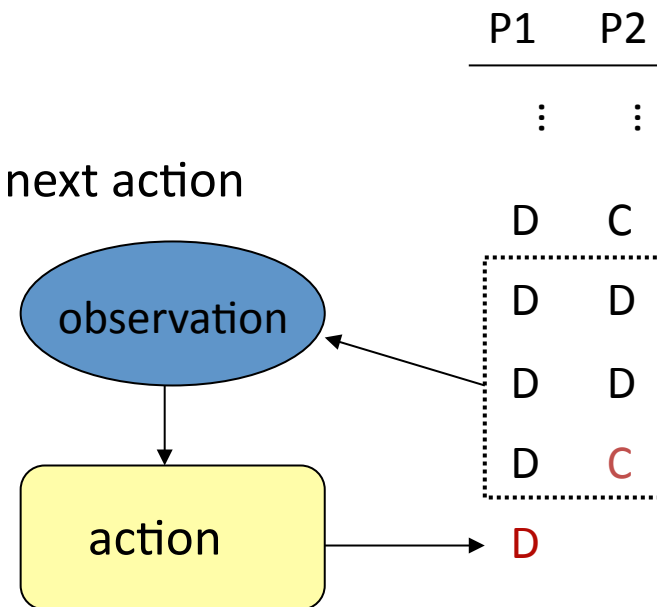 P1 P2
⋮ ⋮
next action
D C
D D
observation
D D
D C
action
D